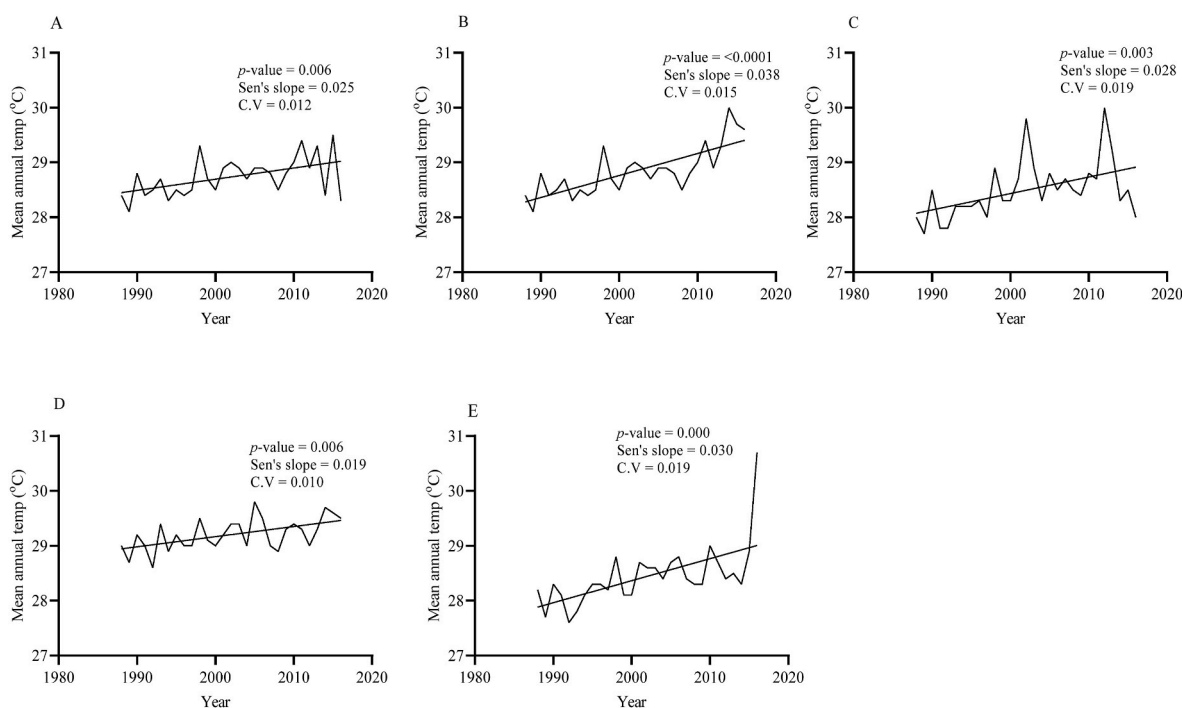 A
Mean annual temp (°C)
31
30
29
28
27
p-value = 0.006
Sen's slope = 0.025
C.V = 0.012
1980 1990 2000 2010 2020
Year
B
Mean annual temp (°C)
31
30
29
28
27
p-value = <0.0001
Sen's slope = 0.038
C.V = 0.015
1980 1990 2000 2010 2020
Year
C
Mean annual temp (°C)
31
30
29
28
27
p-value = 0.003
Sen's slope = 0.028
C.V = 0.019
1980 1990 2000 2010 2020
Year
D
Mean annual temp (°C)
31
30
29
28
27
p-value = 0.006
Sen's slope = 0.019
C.V = 0.010
1980 1990 2000 2010 2020
Year
E
Mean annual temp (°C)
31
30
29
28
27
p-value = 0.000
Sen's slope = 0.030
C.V = 0.019
1980 1990 2000 2010 2020
Year